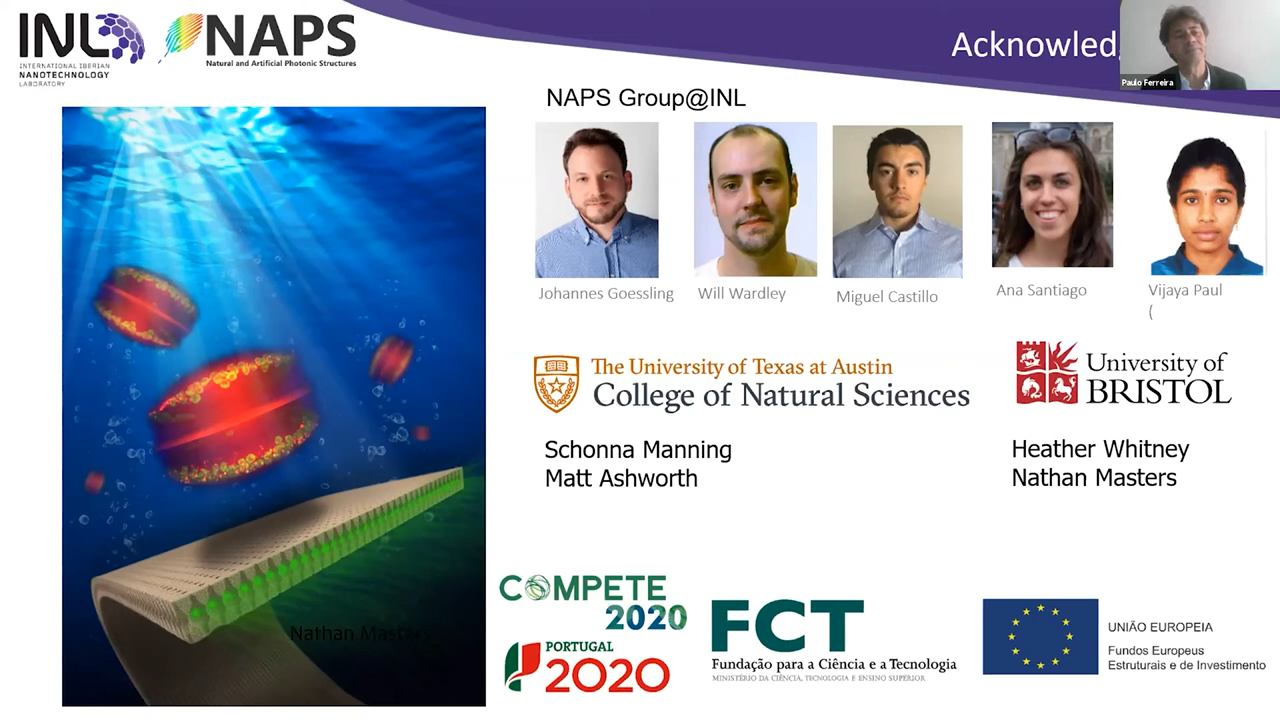 INL
INTERNATIONAL IBERIAN
NANOTECHNOLOGY
LABORATORY
NAPS
Natural and Artificial Photonic Structures
Acknowled
Paulo Ferreira
NAPS Group@INL
Johannes Goessling
Will Wardley
Miguel Castillo
Ana Santiago
Vijaya Paul
(
The University of Texas at Austin
College of Natural Sciences
University of
BRISTOL
Schonna Manning
Matt Ashworth
Heather Whitney
Nathan Masters
Nathan Masters
COMPETE
2020
PORTUGAL
2020
FCT
Fundação para a Ciência e a Tecnologia
MINISTÉRIO DA CIÊNCIA, TECNOLOGIA E ENSINO SUPERIOR
UNIÃO EUROPEIA
Fundos Europeus
Estruturais e de Investimento